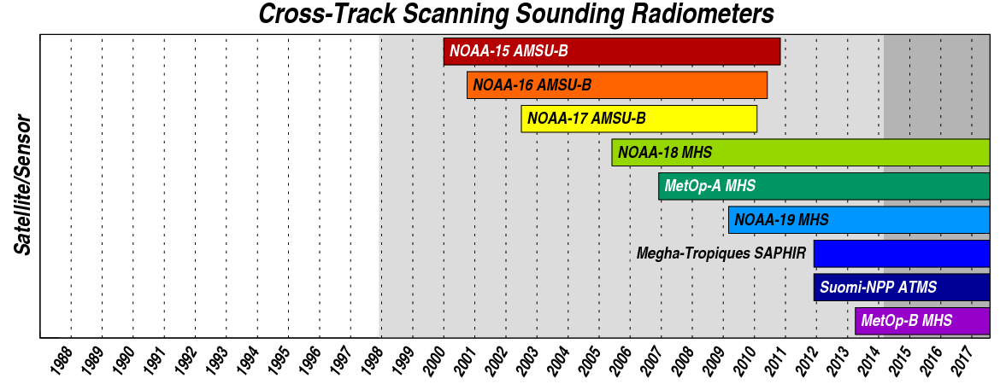 Cross-Track Scanning Sounding Radiometers
Satellite/Sensor
NOAA-15 AMSU-B
NOAA-16 AMSU-B
NOAA-17 AMSU-B
NOAA-18 MHS
MetOp-A MHS
NOAA-19 MHS
Megha-Tropiques SAPHIR
Suomi-NPP ATMS
MetOp-B MHS
1988 1989 1990 1991 1992 1993 1994 1995 1996 1997 1998 1999 2000 2001 2002 2003 2004 2005 2006 2007 2008 2009 2010 2011 2012 2013 2014 2015 2016 2017